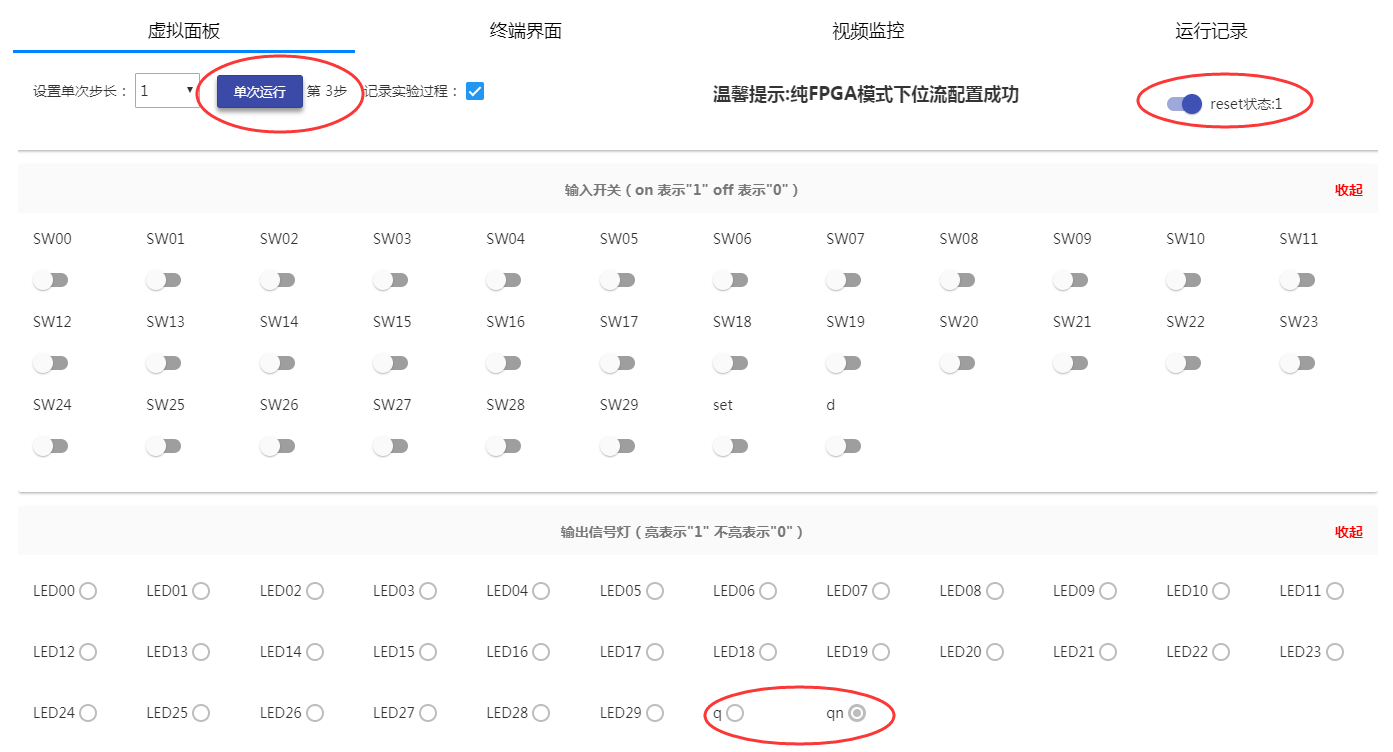 虚拟面板 终端界面 视频监控 运行记录
设置单次步长： 1 单次运行 第 3步 记录实验过程： 温馨提示:纯FPGA模式下位流配置成功 reset状态:1
输入开关 ( on 表示"1" off 表示"0" ) 收起
SW00 SW01 SW02 SW03 SW04 SW05 SW06 SW07 SW08 SW09 SW10 SW11
SW12 SW13 SW14 SW15 SW16 SW17 SW18 SW19 SW20 SW21 SW22 SW23
SW24 SW25 SW26 SW27 SW28 SW29 set d
输出信号灯 ( 亮表示"1" 不亮表示"0" ) 收起
LED00 LED01 LED02 LED03 LED04 LED05 LED06 LED07 LED08 LED09 LED10 LED11
LED12 LED13 LED14 LED15 LED16 LED17 LED18 LED19 LED20 LED21 LED22 LED23
LED24 LED25 LED26 LED27 LED28 LED29 q qn